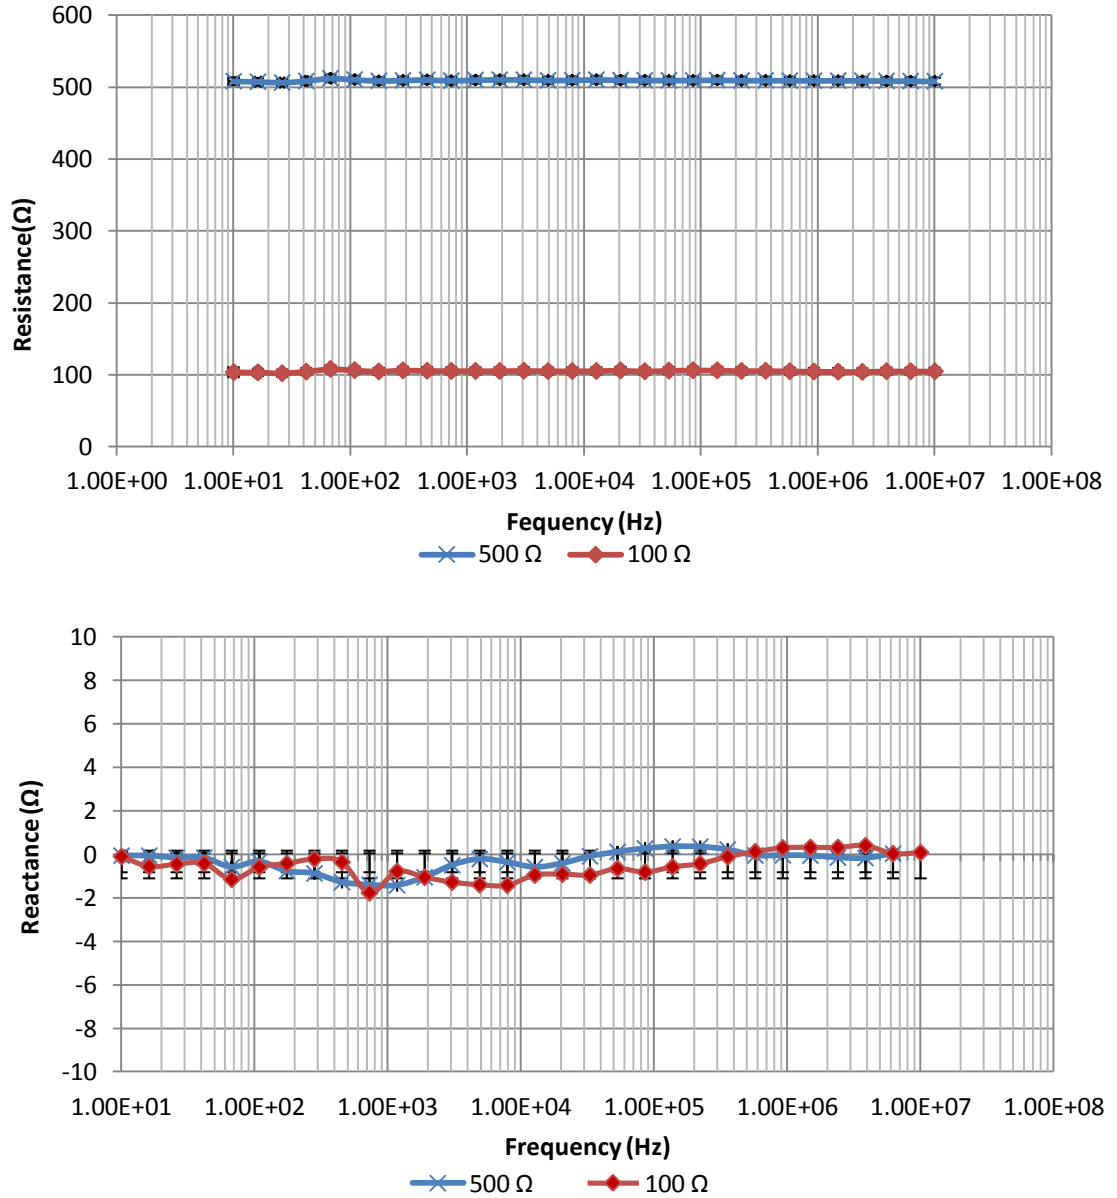 600
500
400
300
200
100
0
Resistance(Ω)
1.00E+00 1.00E+01 1.00E+02 1.00E+03 1.00E+04 1.00E+05 1.00E+06 1.00E+07 1.00E+08
Fequency (Hz)
500 Ω 100 Ω
10
8
6
4
2
0
-2
-4
-6
-8
-10
Reactance (Ω)
1.00E+01 1.00E+02 1.00E+03 1.00E+04 1.00E+05 1.00E+06 1.00E+07 1.00E+08
Frequency (Hz)
500 Ω 100 Ω